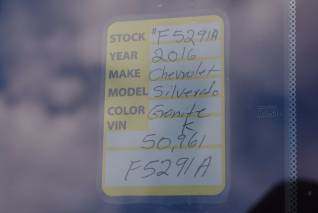 STOCK #F5291A
YEAR 2016
MAKE Chevrolet
MODEL Silverado
COLOR Granite
VIN K
50,961
F5291A